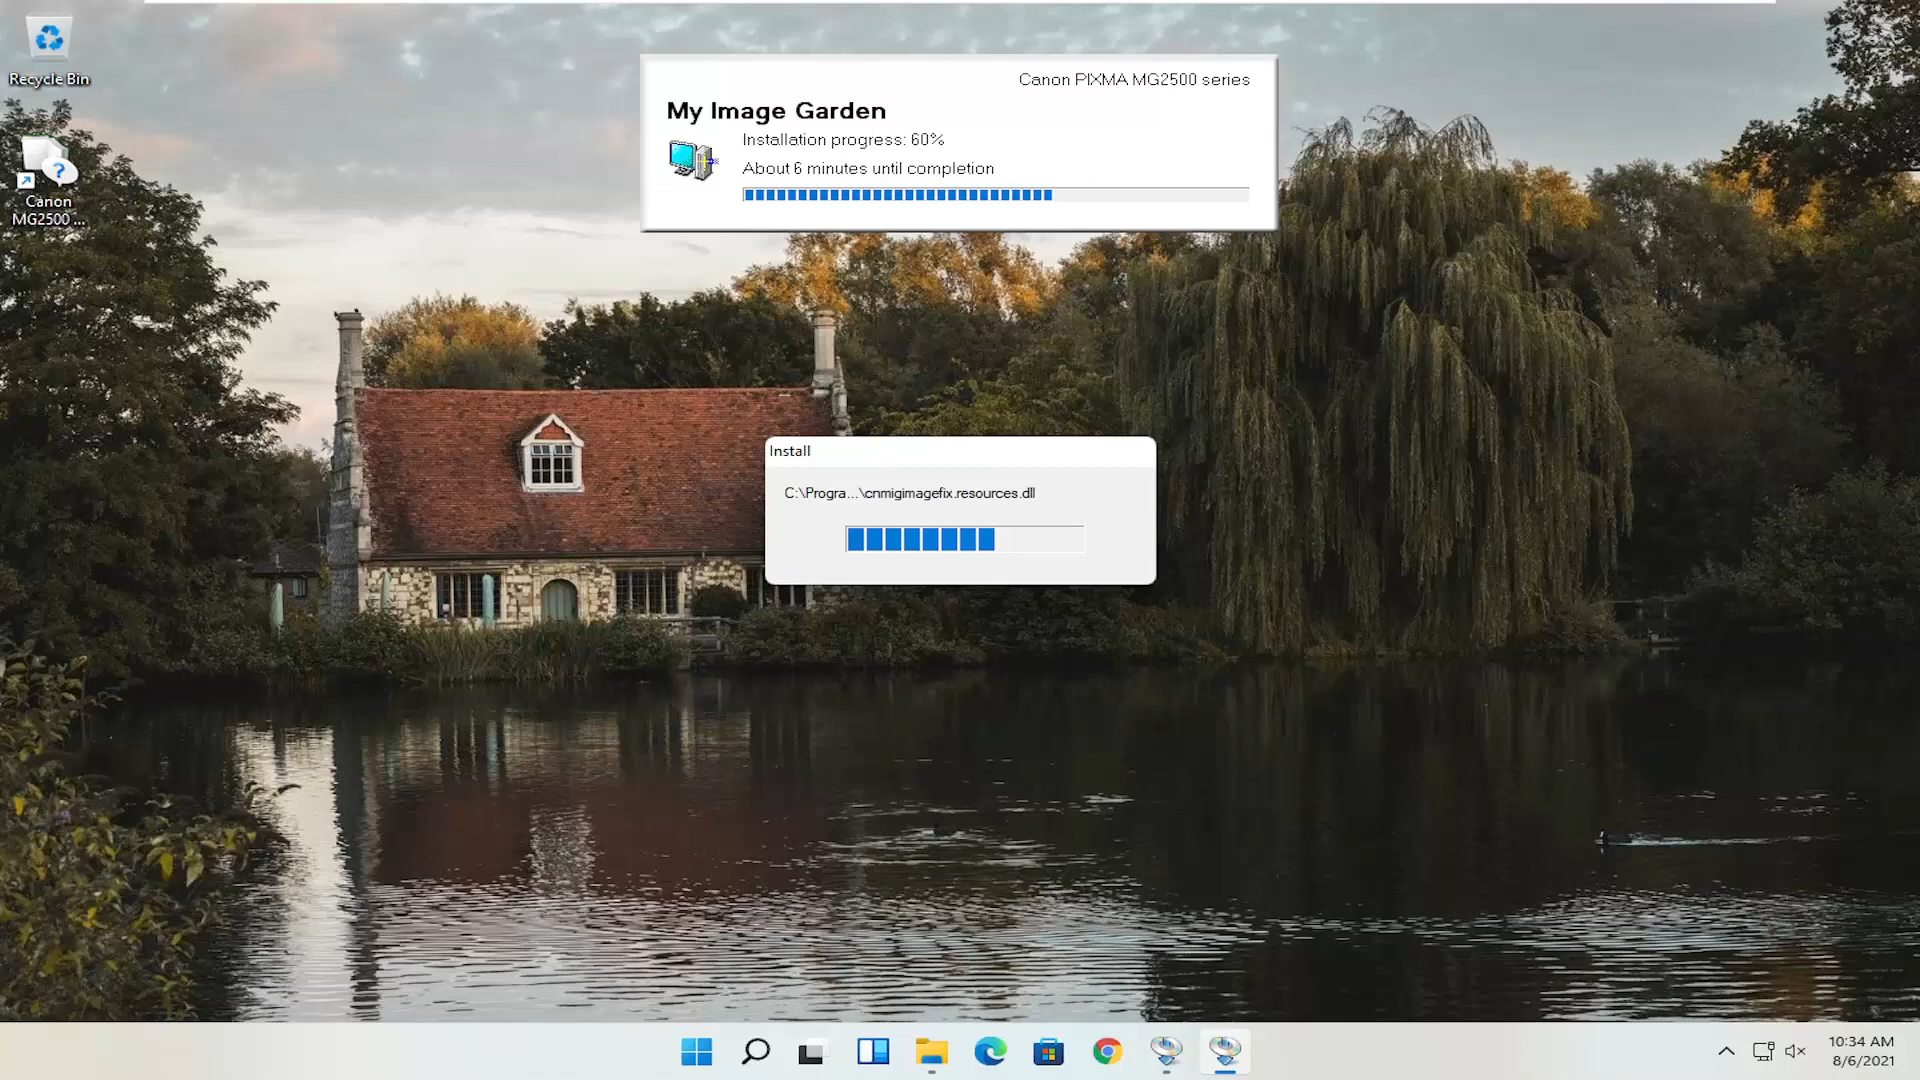 Recycle Bin
Canon
MG2500 ...
Canon PIXMA MG2500 series
My Image Garden
Installation progress: 60%
About 6 minutes until completion
Install
C:\Progra...\cnmigimagefix.resources.dll
10:34 AM
8/6/2021